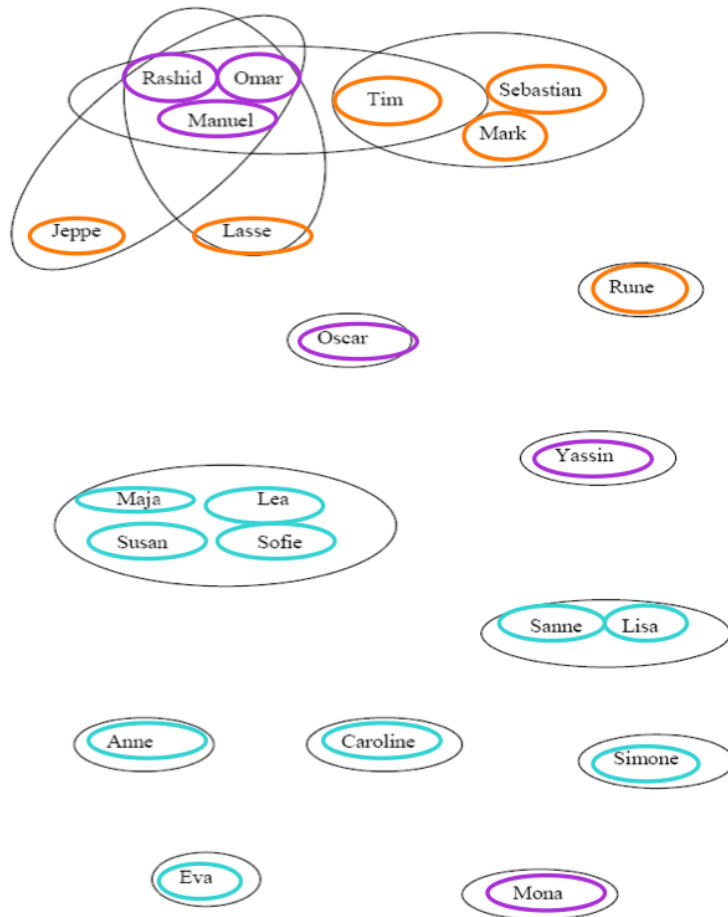 Rashid Omar
Tim
Sebastian
Manuel
Mark
Jeppe
Lasse
Rune
Oscar
Yassin
Maja
Lea
Susan
Sofie
Sanne Lisa
Anne
Caroline
Simone
Eva
Mona